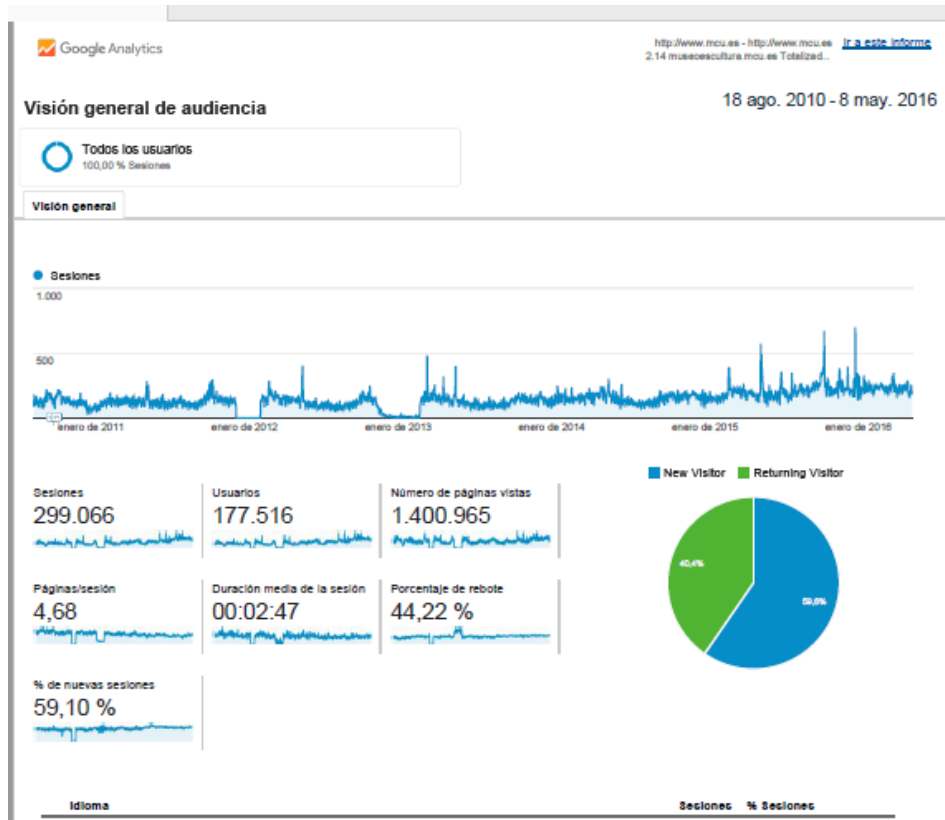 Google Analytics
http://www.mcu.es - http://www.mcu.es
2.14 museoescultura.mcu.es Totalizad...
Ir a este informe
Visión general de audiencia
18 ago. 2010 - 8 may. 2016
Todos los usuarios
100,00 % Sesiones
Visión general
Sesiones
1.000
500
enero de 2011 enero de 2012 enero de 2013 enero de 2014 enero de 2015 enero de 2016
New Visitor Returning Visitor
Sesiones
299.066
Usuarios
177.516
Número de páginas vistas
1.400.965
40,4%
59,6%
Páginas/sesión
4,68
Duración media de la sesión
00:02:47
Porcentaje de rebote
44,22 %
% de nuevas sesiones
59,10 %
Idioma Sesiones % Sesiones